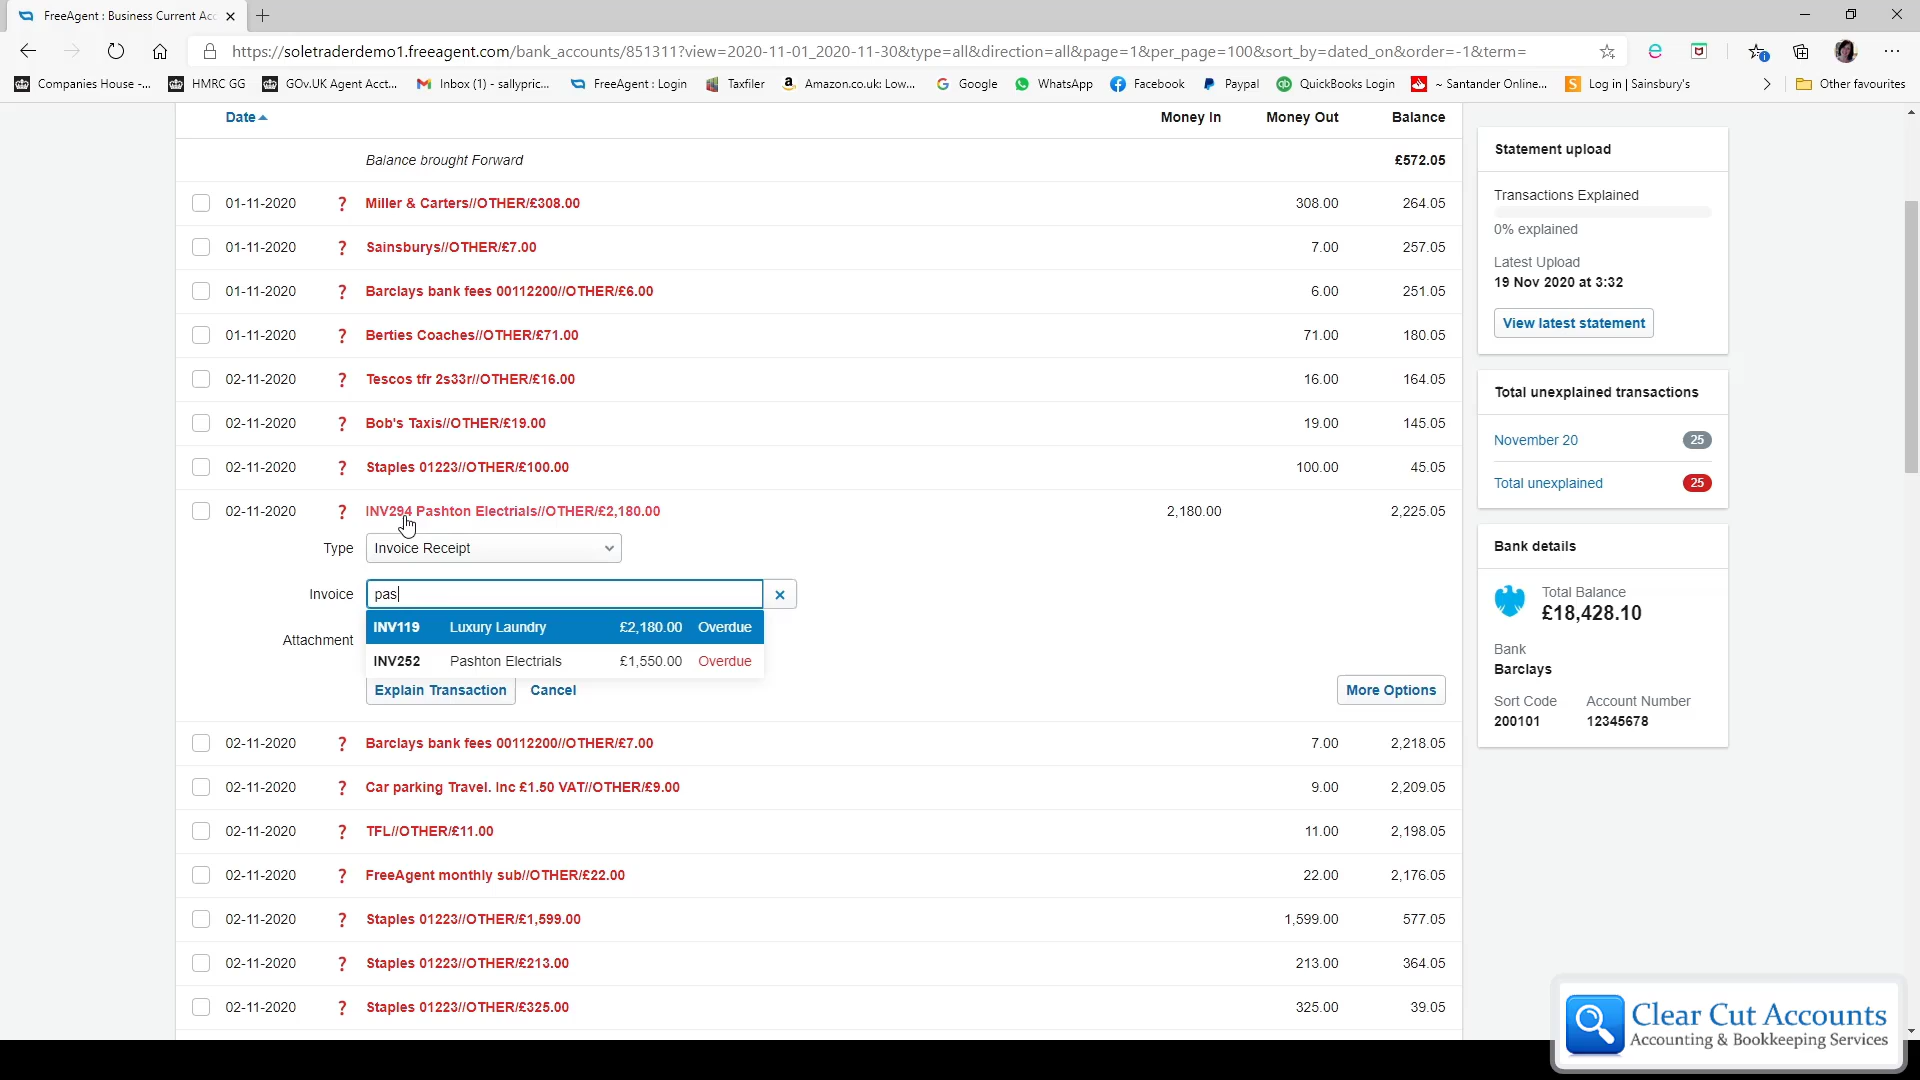 FreeAgent : Business Current Acc
https://soletraderdemo1.freeagent.com/bank_accounts/851311?view=2020-11-01_2020-11-30&type=all&direction=all&page=1&per_page=100&sort_by=dated_on&order=-1&term=
Companies House -... HMRC GG GOv.UK Agent Acct... Inbox (1) - sallypric... FreeAgent : Login Taxfiler Amazon.co.uk: Low... Google WhatsApp Facebook Paypal QuickBooks Login ~ Santander Online... Log in | Sainsbury's Other favourites
Date Money In Money Out Balance
Balance brought Forward £572.05
01-11-2020 ? Miller & Carters//OTHER/£308.00 308.00 264.05
01-11-2020 ? Sainsburys//OTHER/£7.00 7.00 257.05
01-11-2020 ? Barclays bank fees 00112200//OTHER/£6.00 6.00 251.05
01-11-2020 ? Berties Coaches//OTHER/£71.00 71.00 180.05
02-11-2020 ? Tescos tfr 2s33r//OTHER/£16.00 16.00 164.05
02-11-2020 ? Bob's Taxis//OTHER/£19.00 19.00 145.05
02-11-2020 ? Staples 01223//OTHER/£100.00 100.00 45.05
02-11-2020 ? INV294 Pashton Electrials//OTHER/£2,180.00 2,180.00 2,225.05
Type Invoice Receipt
Invoice pas
INV119 Luxury Laundry £2,180.00 Overdue
Attachment
INV252 Pashton Electrials £1,550.00 Overdue
Explain Transaction Cancel More Options
02-11-2020 ? Barclays bank fees 00112200//OTHER/£7.00 7.00 2,218.05
02-11-2020 ? Car parking Travel. Inc £1.50 VAT//OTHER/£9.00 9.00 2,209.05
02-11-2020 ? TFL//OTHER/£11.00 11.00 2,198.05
02-11-2020 ? FreeAgent monthly sub//OTHER/£22.00 22.00 2,176.05
02-11-2020 ? Staples 01223//OTHER/£1,599.00 1,599.00 577.05
02-11-2020 ? Staples 01223//OTHER/£213.00 213.00 364.05
02-11-2020 ? Staples 01223//OTHER/£325.00 325.00 39.05
Statement upload
Transactions Explained
0% explained
Latest Upload
19 Nov 2020 at 3:32
View latest statement
Total unexplained transactions
November 20 25
Total unexplained 25
Bank details
Total Balance
£18,428.10
Bank
Barclays
Sort Code Account Number
200101 12345678
Clear Cut Accounts
Accounting & Bookkeeping Services